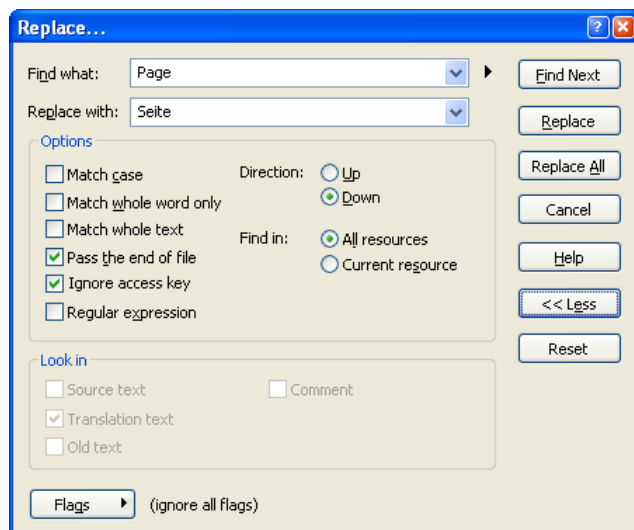 Replace...
Find what: Page
Find Next
Replace with: Seite
Replace
Options
Match case
Direction: Up
Replace All
Match whole word only
Down
Match whole text
Cancel
Find in: All resources
Pass the end of file
Current resource
Help
Ignore access key
Regular expression
<< Less
Reset
Look in
Source text
Comment
Translation text
Old text
Flags
(ignore all flags)